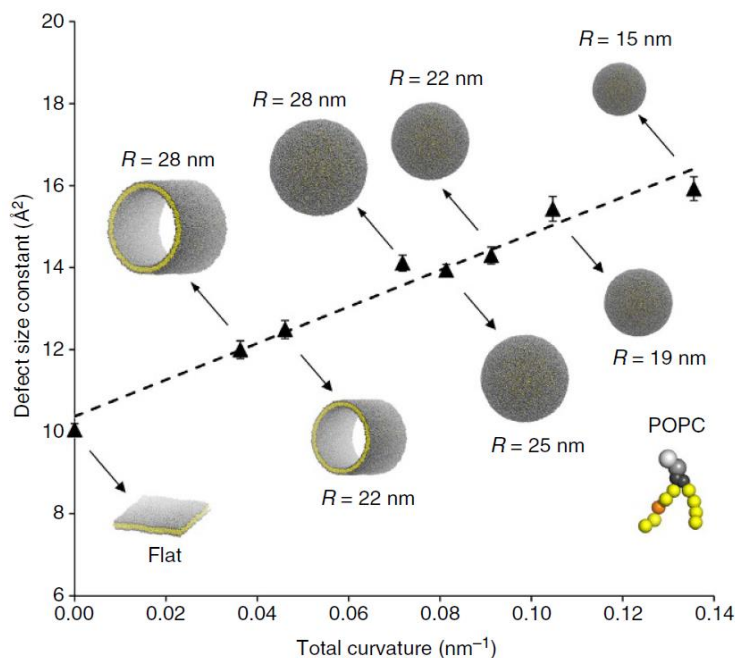 20
18
16
14
12
10
8
6
Defect size constant (Å²)
R = 28 nm
R = 28 nm
R = 22 nm
R = 15 nm
R = 19 nm
R = 25 nm
R = 22 nm
POPC
Flat
0.00
0.02
0.04
0.06
0.08
0.10
0.12
0.14
Total curvature (nm⁻¹)